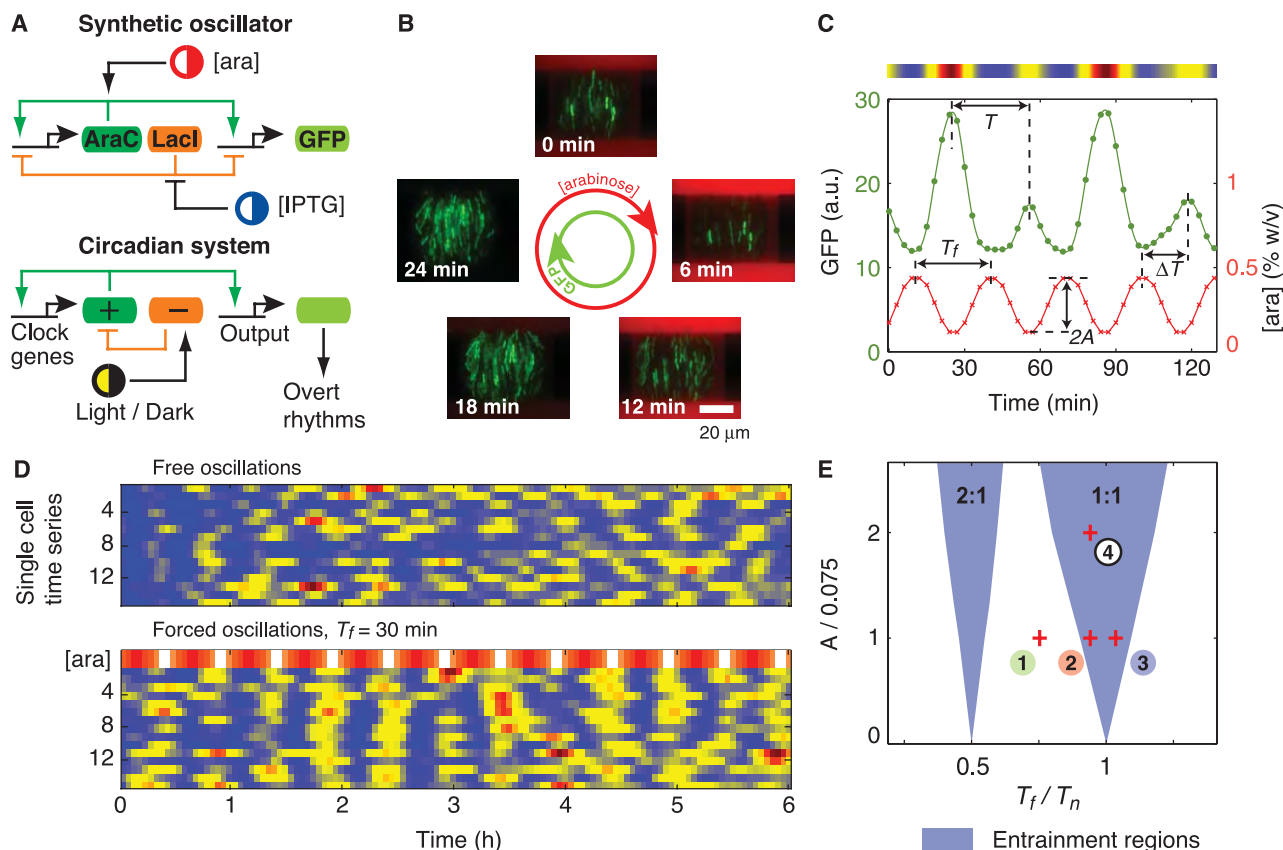 A
Synthetic oscillator
[ara]
AraC
LacI
GFP
[IPTG]
Circadian system
+
−
Clock
genes
Output
Light / Dark
Overt
rhythms
B
0 min
[arabinose]
GFP
24 min
6 min
18 min
12 min
20 μm
C
GFP (a.u.)
30
20
10
0
T
T_f
ΔT
2A
1
0.5
0
[ara] (% w/v)
0
30
60
90
120
Time (min)
D
Free oscillations
Single cell
time series
4
8
12
Forced oscillations, T_f = 30 min
[ara]
4
8
12
0
1
2
3
4
5
6
Time (h)
E
A / 0.075
2
1
0
2:1
1:1
4
1
2
3
0.5
1
T_f / T_n
Entrainment regions